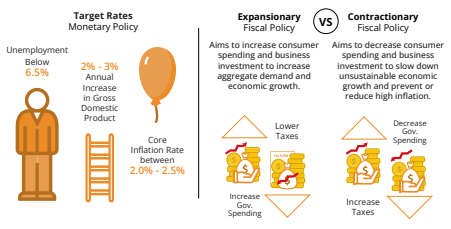 Target Rates
Monetary Policy
Unemployment
Below
6.5%
2% - 3%
Annual
Increase
in Gross
Domestic
Product
Core
Inflation Rate
between
2.0% - 2.5%
Expansionary
Fiscal Policy
VS
Contractionary
Fiscal Policy
Aims to increase consumer
spending and business
investment to increase
aggregate demand and
economic growth.
Aims to decrease consumer
spending and business
investment to slow down
unsustainable economic
growth and prevent or
reduce high inflation.
Lower
Taxes
Increase
Gov.
Spending
Decrease
Gov.
Spending
Increase
Taxes